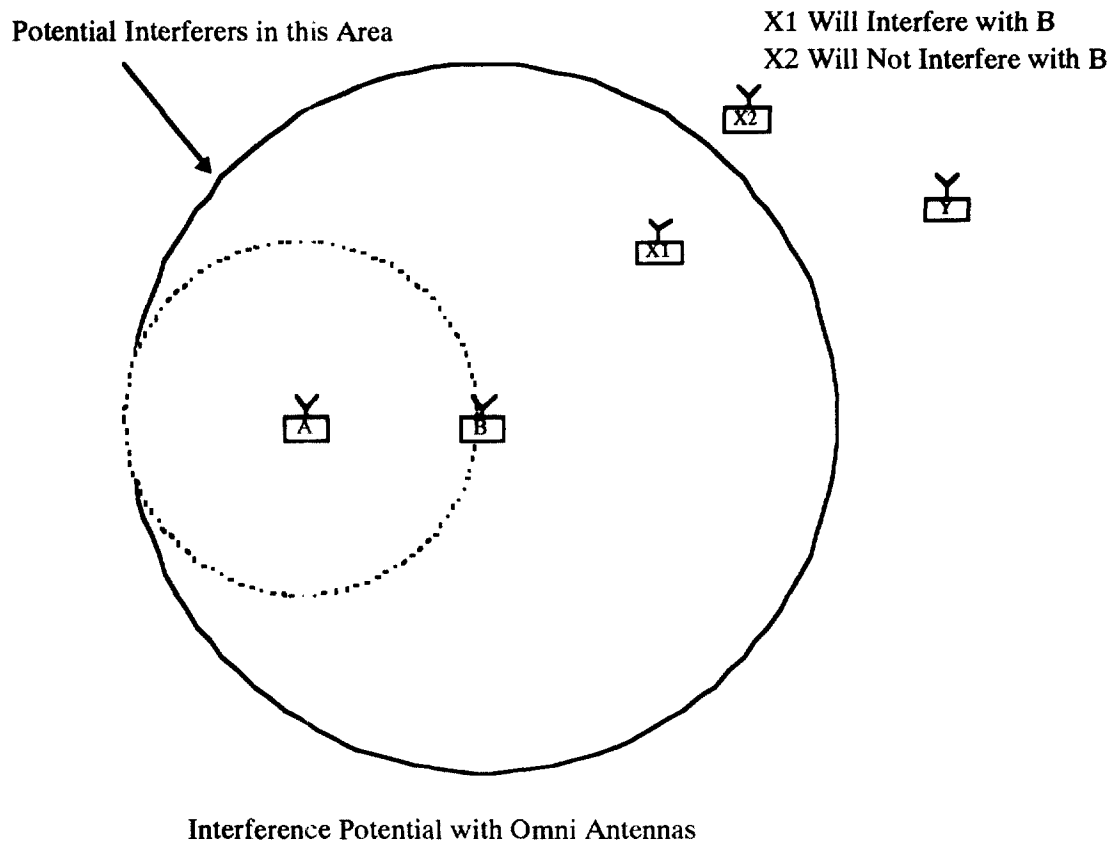 Potential Interferers in this Area
X1 Will Interfere with B
X2 Will Not Interfere with B
X2
Y
X1
A
B
Interference Potential with Omni Antennas